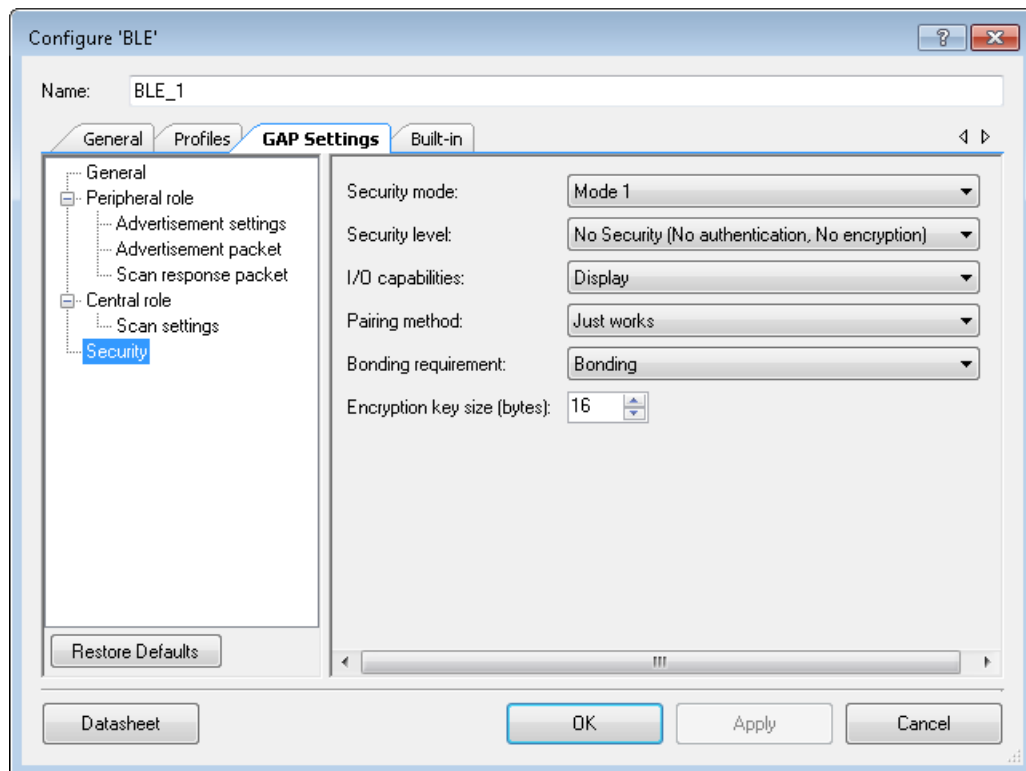 Configure 'BLE'
Name: BLE_1
General Profiles GAP Settings Built-in
General
Peripheral role
Advertisement settings
Advertisement packet
Scan response packet
Central role
Scan settings
Security
Security mode: Mode 1
Security level: No Security (No authentication, No encryption)
I/O capabilities: Display
Pairing method: Just works
Bonding requirement: Bonding
Encryption key size (bytes): 16
Restore Defaults
Datasheet OK Apply Cancel